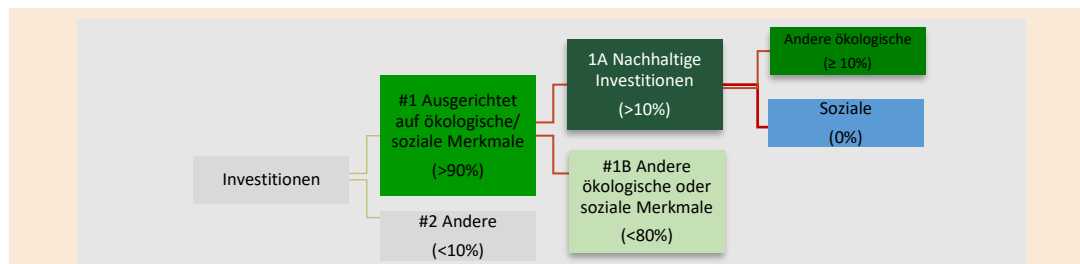 Investitionen
#1 Ausgerichtet
auf ökologische/
soziale Merkmale
(>90%)
#2 Andere
(<10%)
1A Nachhaltige
Investitionen
(>10%)
#1B Andere
ökologische oder
soziale Merkmale
(<80%)
Andere ökologische
(≥ 10%)
Soziale
(0%)